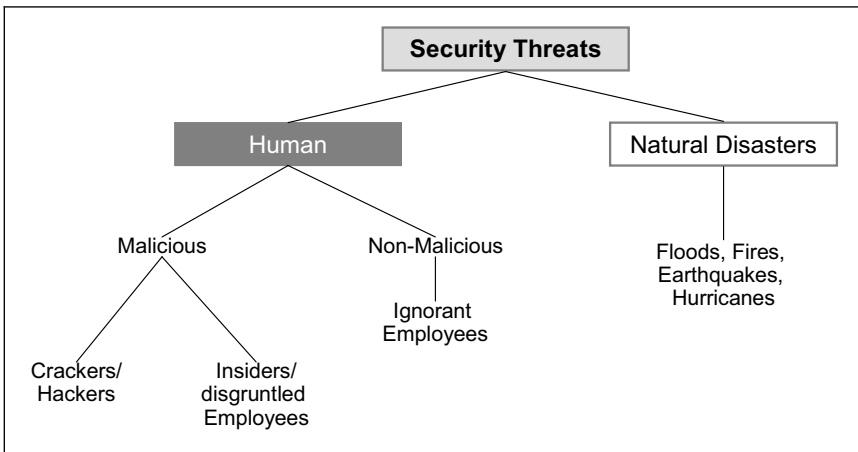 Security Threats
Human
Natural Disasters
Malicious
Non-Malicious
Floods, Fires,
Earthquakes,
Hurricanes
Ignorant
Employees
Crackers/
Hackers
Insiders/
disgruntled
Employees